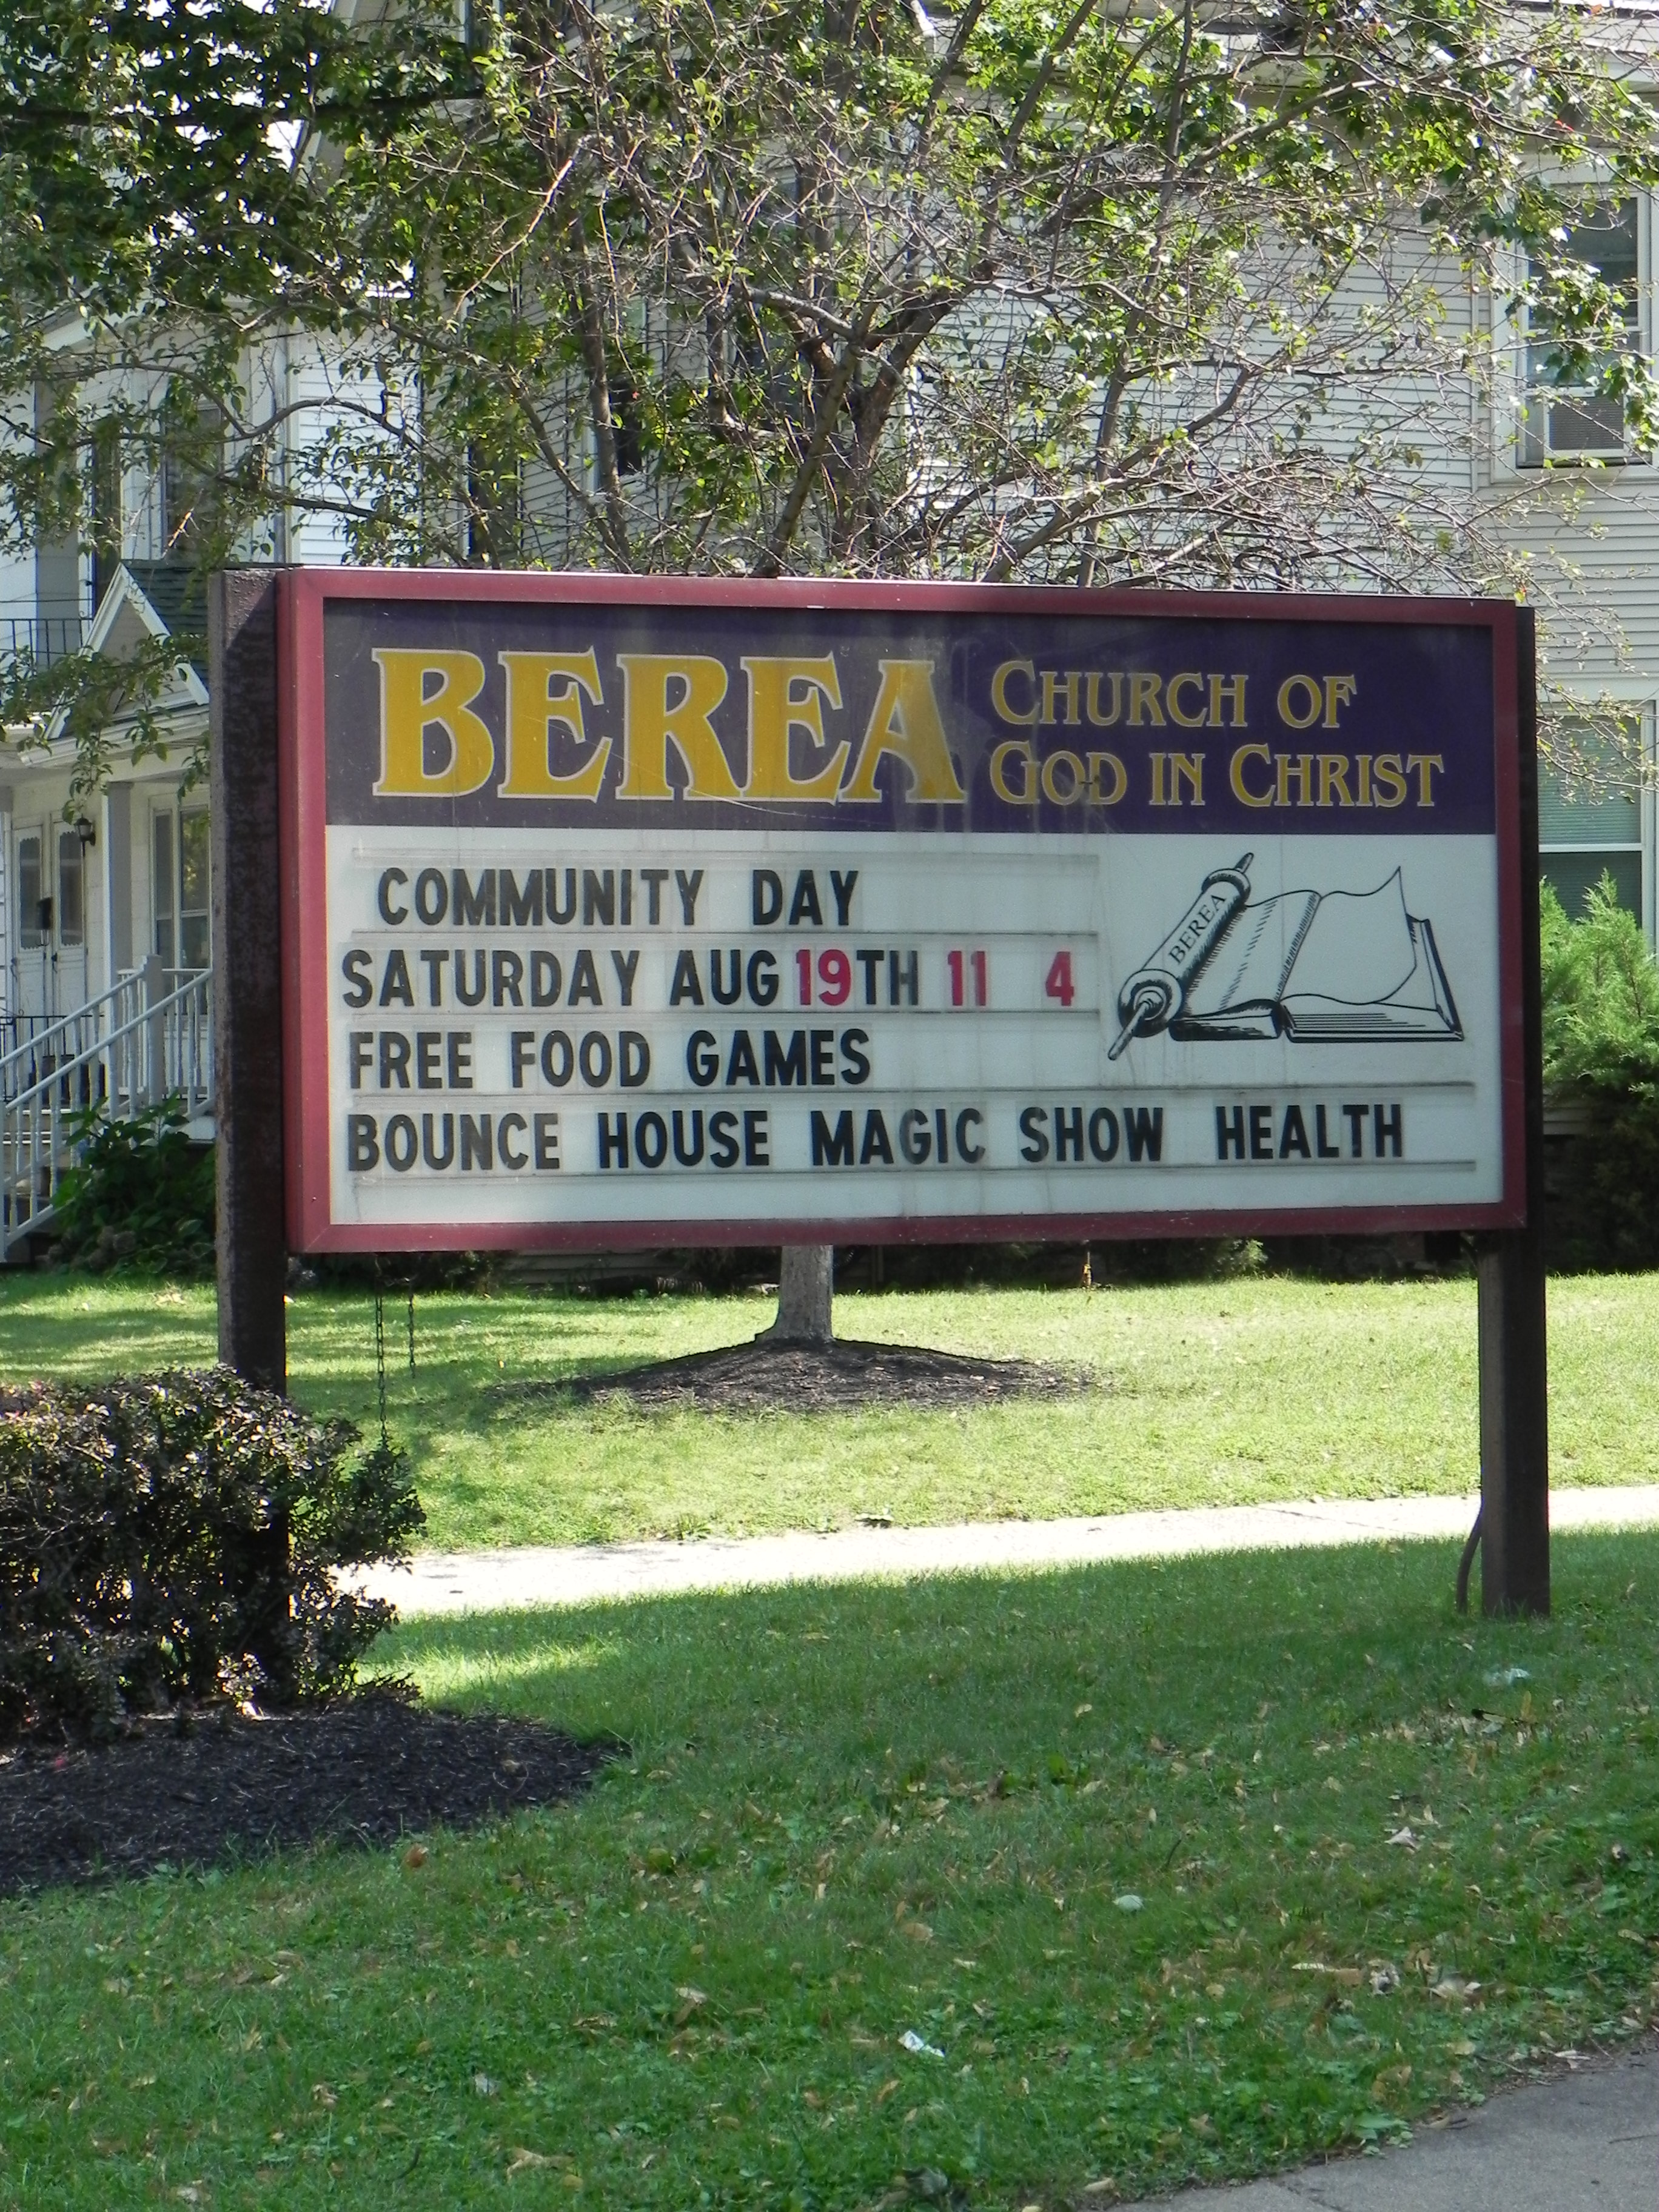 BEREA CHURCH OF
GOD IN CHRIST
COMMUNITY DAY
SATURDAY AUG 19TH 11 4
FREE FOOD GAMES
BOUNCE HOUSE MAGIC SHOW HEALTH
BEREA